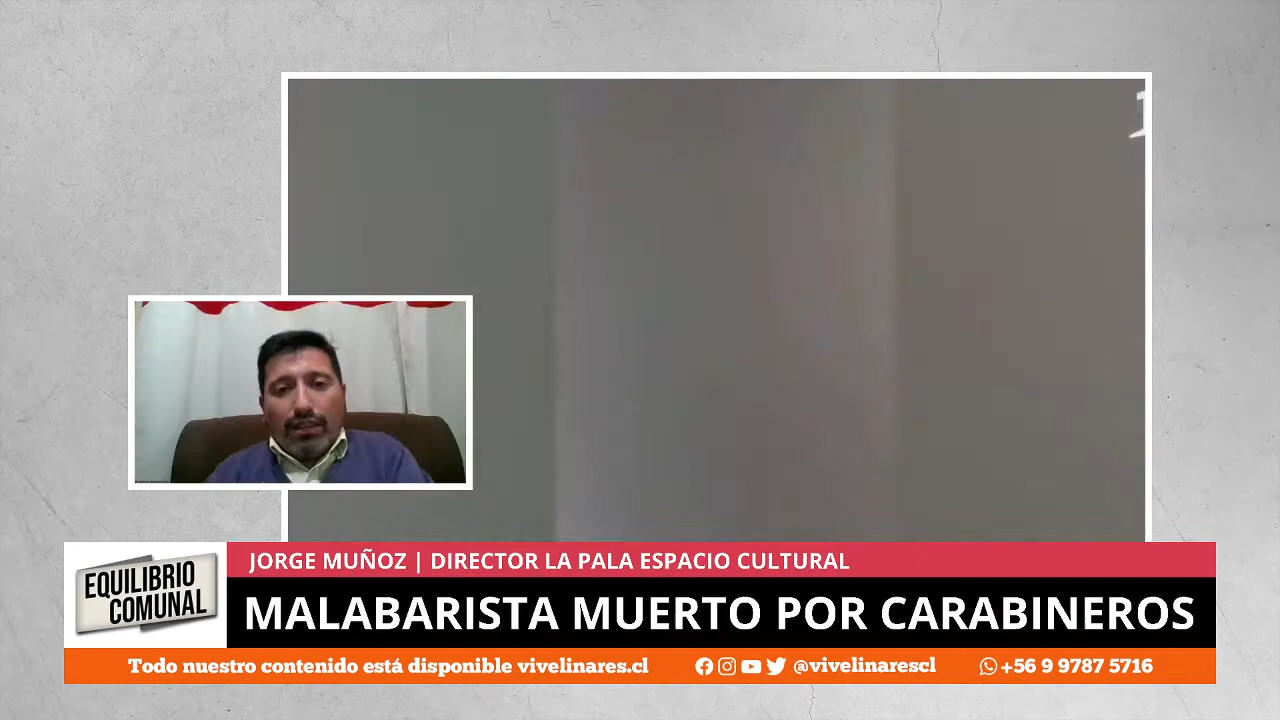 JORGE MUÑOZ | DIRECTOR LA PALA ESPACIO CULTURAL
EQUILIBRIO
COMUNAL
MALABARISTA MUERTO POR CARABINEROS
Todo nuestro contenido está disponible vivelinares.cl @vivelinarescl +56 9 9787 5716